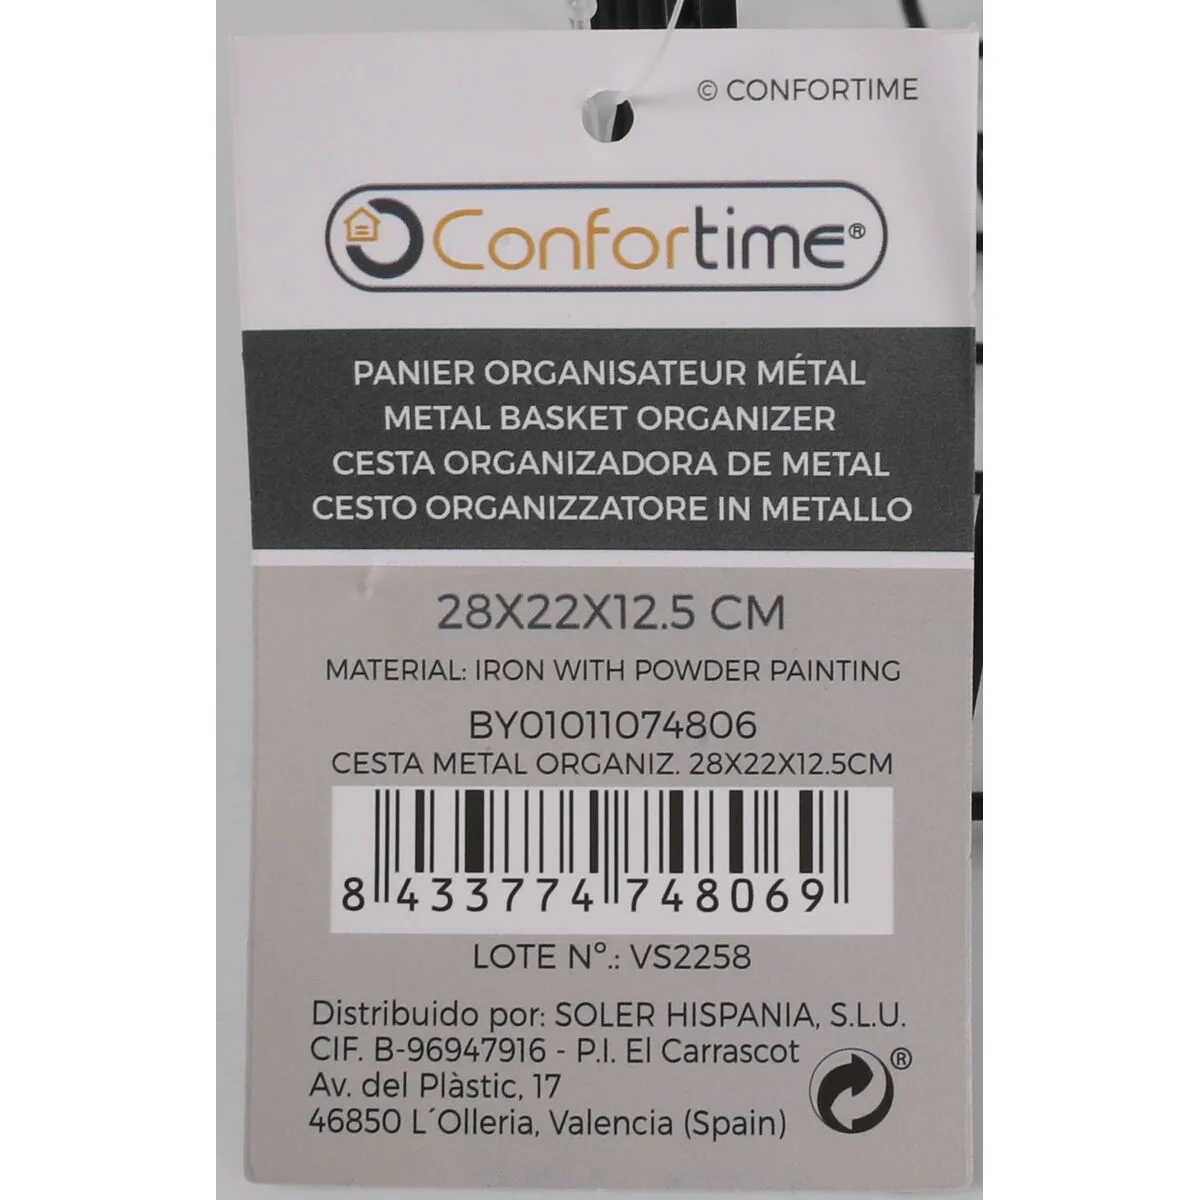 © CONFORTIME
Confortime®
PANIER ORGANISATEUR MÉTAL
METAL BASKET ORGANIZER
CESTA ORGANIZADORA DE METAL
CESTO ORGANIZZATORE IN METALLO
28X22X12.5 CM
MATERIAL: IRON WITH POWDER PAINTING
BY01011074806
CESTA METAL ORGANIZ. 28X22X12.5CM
8 433774 748069
LOTE Nº.: VS2258
Distribuido por: SOLER HISPANIA, S.L.U.
CIF. B-96947916 - P.I. El Carrascot
Av. del Plàstic, 17
46850 L´Olleria, Valencia (Spain)
®